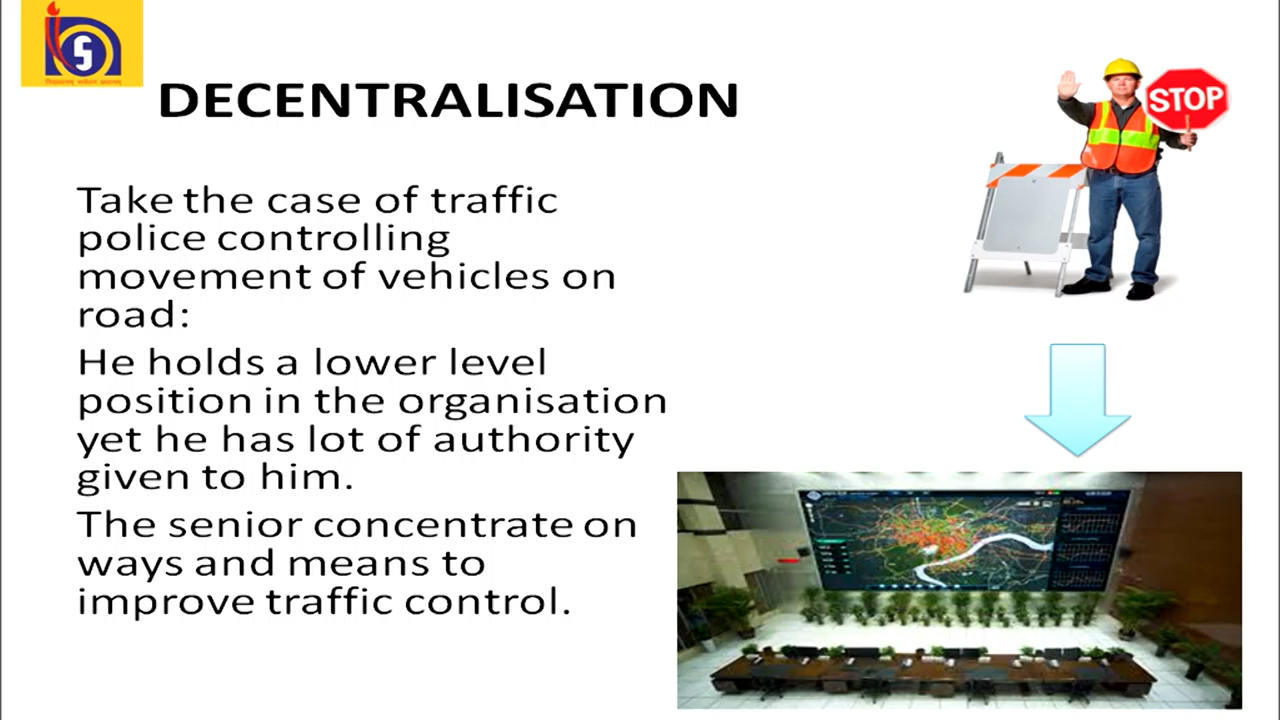 DECENTRALISATION
STOP
Take the case of traffic
police controlling
movement of vehicles on
road:
He holds a lower level
position in the organisation
yet he has lot of authority
given to him.
The senior concentrate on
ways and means to
improve traffic control.